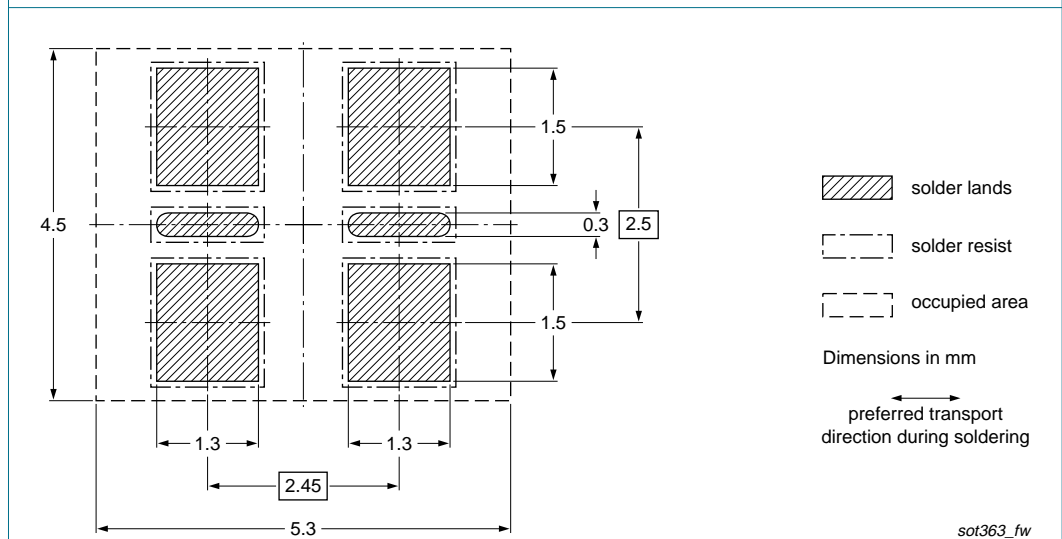 1.5
4.5
0.3
2.5
1.5
1.3
1.3
2.45
5.3
solder lands
solder resist
occupied area
Dimensions in mm
preferred transport
direction during soldering
sot363_fw